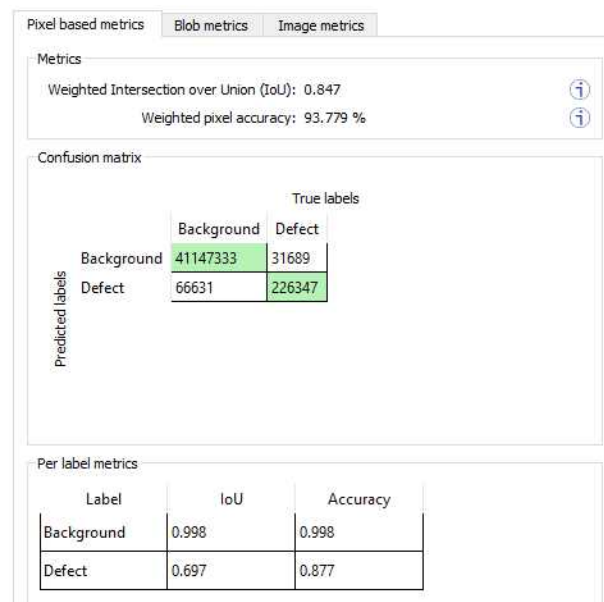 Pixel based metrics Blob metrics Image metrics
Metrics
Weighted Intersection over Union (IoU): 0.847
Weighted pixel accuracy: 93.779 %
Confusion matrix
True labels
Background Defect
Background 41147333 31689
Defect 66631 226347
Predicted labels
Per label metrics
Label IoU Accuracy
Background 0.998 0.998
Defect 0.697 0.877